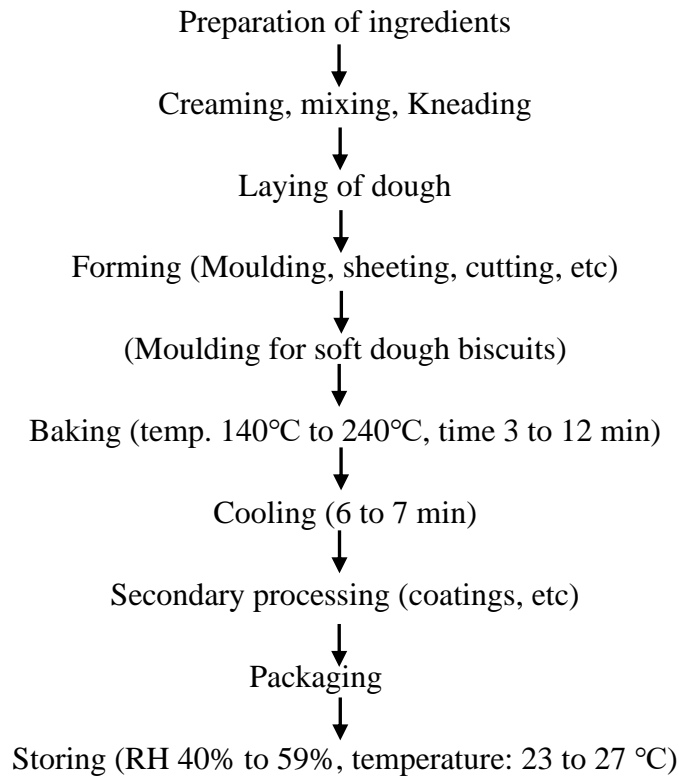 Preparation of ingredients
Creaming, mixing, Kneading
Laying of dough
Forming (Moulding, sheeting, cutting, etc)
(Moulding for soft dough biscuits)
Baking (temp. 140℃ to 240℃, time 3 to 12 min)
Cooling (6 to 7 min)
Secondary processing (coatings, etc)
Packaging
Storing (RH 40% to 59%, temperature: 23 to 27 ℃)